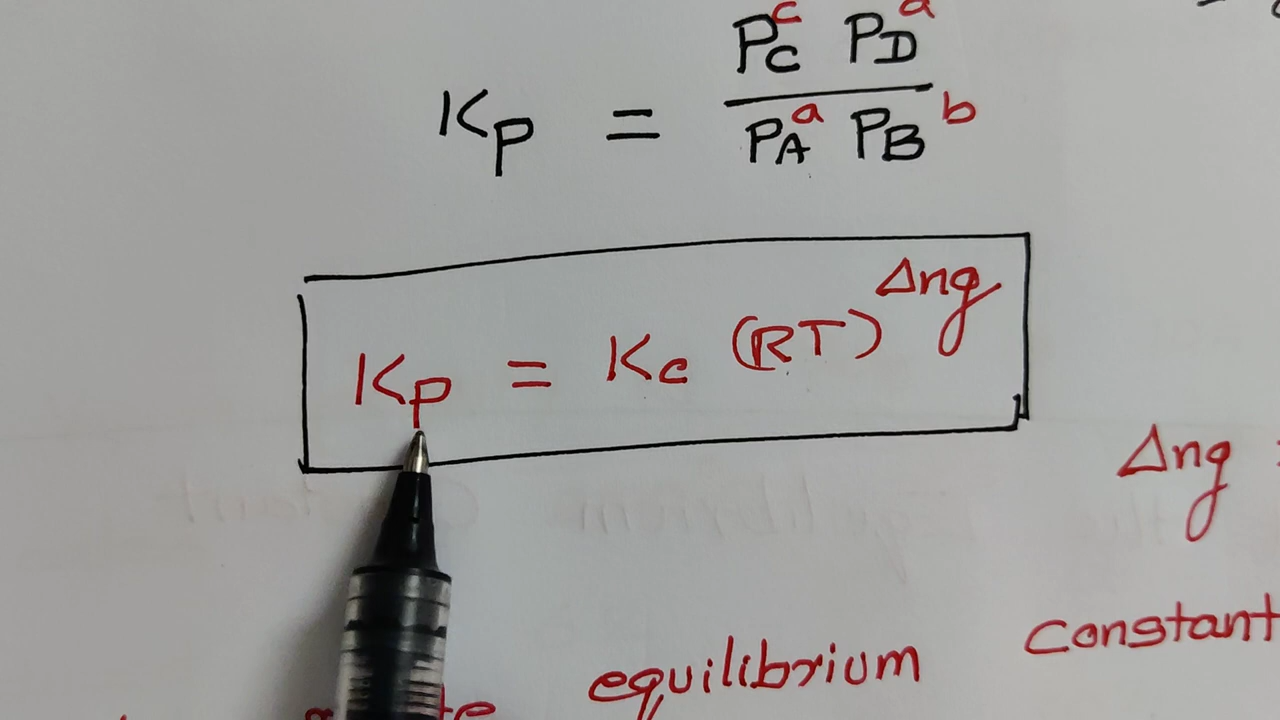 Kp = PC^c PD^d / PA^a PB^b
Kp = Kc (RT)^Δng
Δng
equilibrium constant